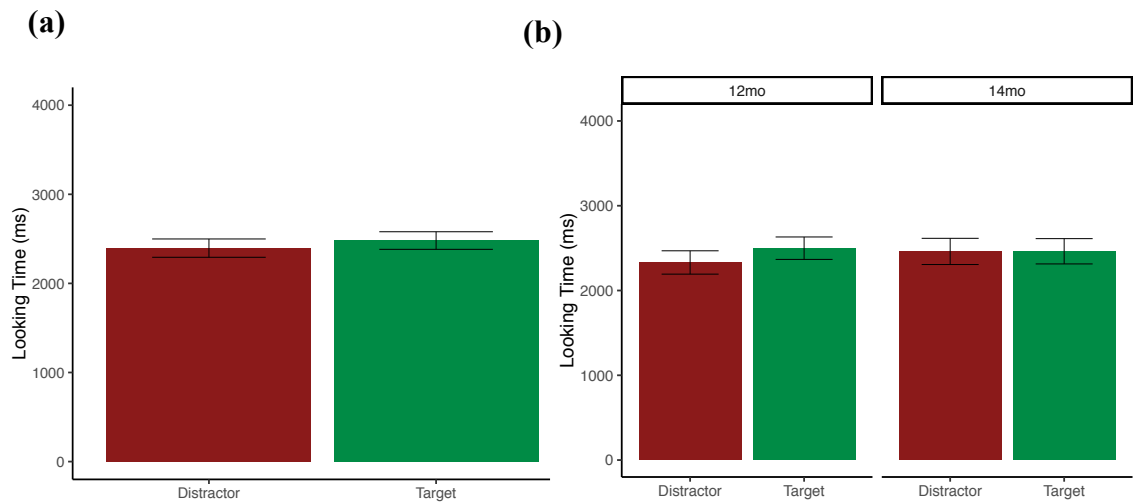 (a)
4000
3000
2000
1000
0
Looking Time (ms)
Distractor Target
(b)
12mo 14mo
4000
3000
2000
1000
0
Looking Time (ms)
Distractor Target Distractor Target